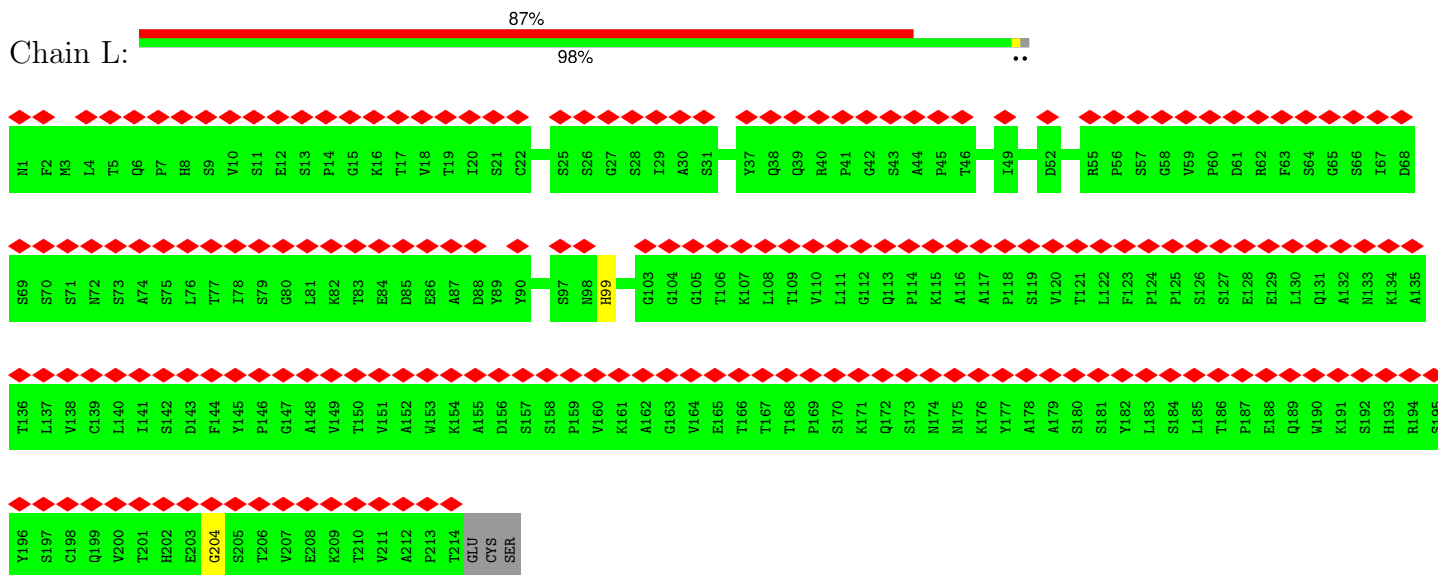 87%
Chain L:
98%
••
N1 F2 M3 L4 T5 Q6 P7 H8 S9 V10 S11 E12 S13 P14 G15 K16 T17 V18 T19 I20 S21 C22 S25 S26 G27 S28 I29 A30 S31 Y37 Q38 Q39 R40 P41 G42 S43 A44 P45 T46 I49 D52 R55 P56 S57 G58 V59 P60 D61 R62 F63 S64 G65 S66 I67 D68
S69 S70 S71 N72 S73 A74 S75 L76 T77 I78 S79 G80 L81 K82 T83 E84 D85 E86 A87 D88 Y89 Y90 S97 N98 H99 G103 G104 G105 T106 K107 L108 T109 V110 L111 G112 Q113 P114 K115 A116 A117 P118 S119 V120 T121 L122 F123 P124 P125 S126 S127 E128 E129 L130 Q131 A132 N133 K134 A135
T136 L137 V138 C139 L140 I141 S142 D143 F144 Y145 P146 G147 A148 V149 T150 V151 A152 W153 K154 A155 D156 S157 S158 P159 V160 K161 A162 G163 V164 E165 T166 T167 T168 P169 S170 K171 Q172 S173 N174 N175 K176 Y177 A178 A179 S180 S181 Y182 L183 S184 L185 T186 P187 E188 Q189 W190 K191 S192 H193 R194 S195
Y196 S197 C198 Q199 V200 T201 H202 E203 G204 S205 T206 V207 E208 K209 T210 V211 A212 P213 T214 GLU CYS SER